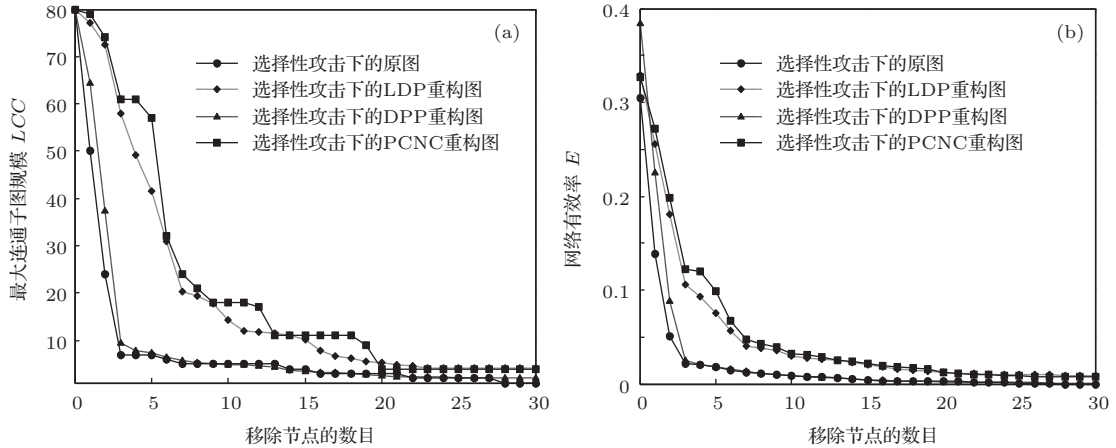 (a)
选择性攻击下的原图
选择性攻击下的LDP重构图
选择性攻击下的DPP重构图
选择性攻击下的PCNC重构图
最大连通子图规模 LCC
80
70
60
50
40
30
20
10
0 5 10 15 20 25 30
移除节点的数目
(b)
选择性攻击下的原图
选择性攻击下的LDP重构图
选择性攻击下的DPP重构图
选择性攻击下的PCNC重构图
网络有效率 E
0.4
0.3
0.2
0.1
0
0 5 10 15 20 25 30
移除节点的数目